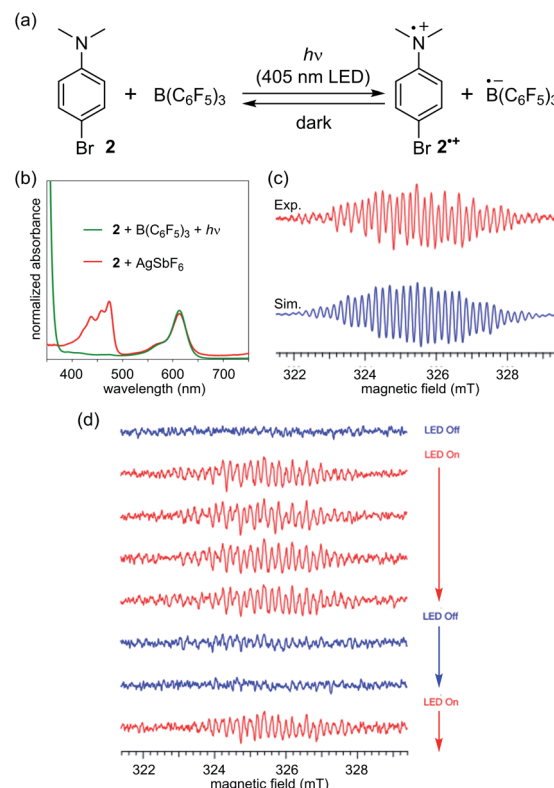 (a)
N
+
B(C6F5)3
hν
(405 nm LED)
dark
•+
N
+
•−
B(C6F5)3
Br 2
Br 2•+
(b)
2 + B(C6F5)3 + hν
2 + AgSbF6
normalized absorbance
400 500 600 700
wavelength (nm)
(c)
Exp.
Sim.
322 324 326 328
magnetic field (mT)
(d)
LED Off
LED On
LED Off
LED On
322 324 326 328
magnetic field (mT)